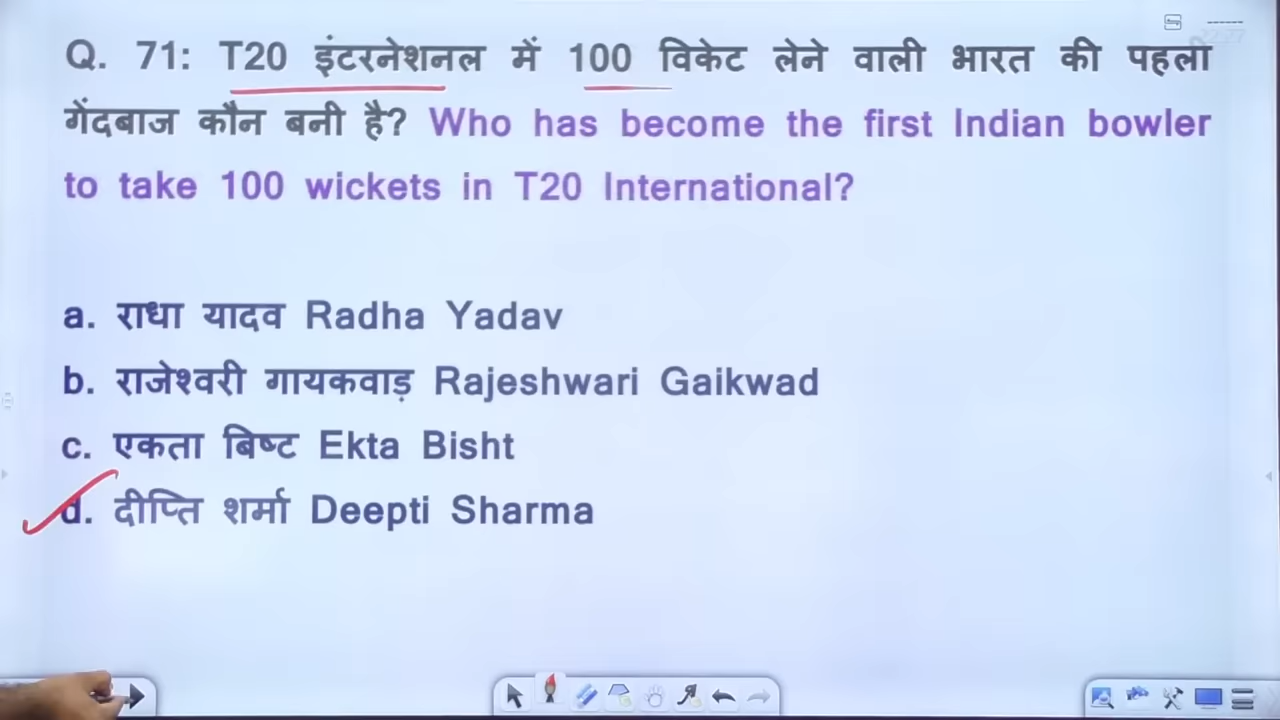 Q. 71: T20 इंटरनेशनल में 100 विकेट लेने वाली भारत की पहली
गेंदबाज कौन बनी है? Who has become the first Indian bowler
to take 100 wickets in T20 International?
a. राधा यादव Radha Yadav
b. राजेश्वरी गायकवाड़ Rajeshwari Gaikwad
c. एकता बिष्ट Ekta Bisht
d. दीप्ति शर्मा Deepti Sharma